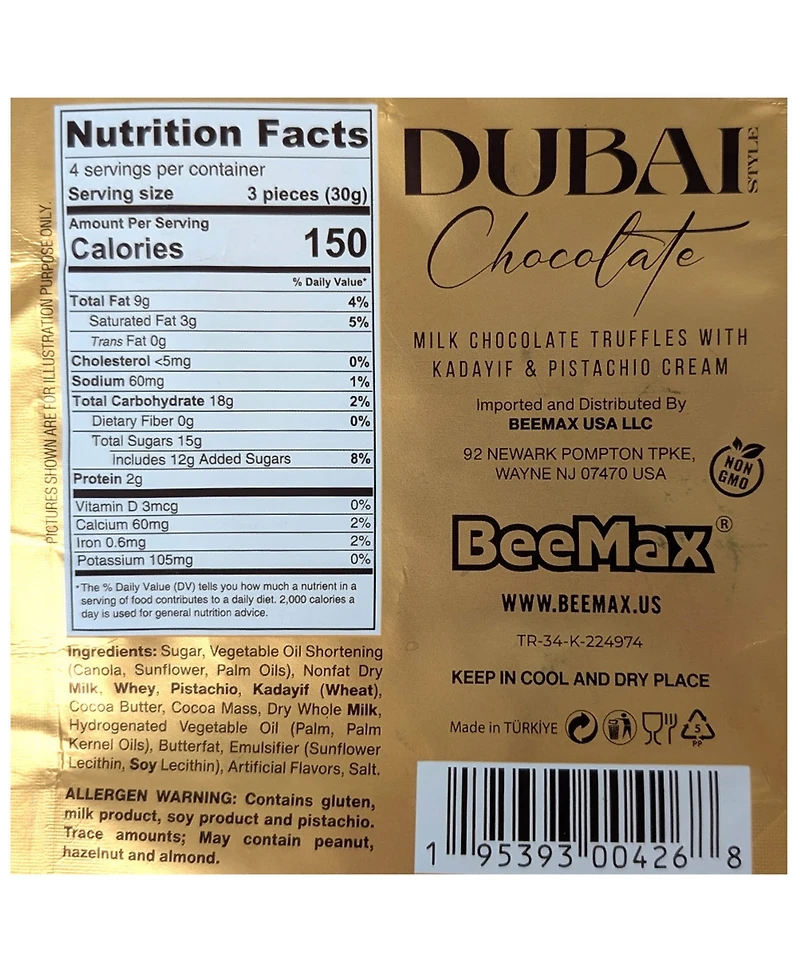 Nutrition Facts
4 servings per container
Serving size 3 pieces (30g)
Amount Per Serving
Calories 150
% Daily Value*
Total Fat 9g 4%
Saturated Fat 3g 5%
Trans Fat 0g
Cholesterol <5mg 0%
Sodium 60mg 1%
Total Carbohydrate 18g 2%
Dietary Fiber 0g 0%
Total Sugars 15g
Includes 12g Added Sugars 8%
Protein 2g
Vitamin D 3mcg 0%
Calcium 60mg 2%
Iron 0.6mg 2%
Potassium 105mg 0%
*The % Daily Value (DV) tells you how much a nutrient in a
serving of food contributes to a daily diet. 2,000 calories a
day is used for general nutrition advice.
PICTURES SHOWN ARE FOR ILLUSTRATION PURPOSE ONLY.
Ingredients: Sugar, Vegetable Oil Shortening
(Canola, Sunflower, Palm Oils), Nonfat Dry
Milk, Whey, Pistachio, Kadayif (Wheat),
Cocoa Butter, Cocoa Mass, Dry Whole Milk,
Hydrogenated Vegetable Oil (Palm, Palm
Kernel Oils), Butterfat, Emulsifier (Sunflower
Lecithin, Soy Lecithin), Artificial Flavors, Salt.
ALLERGEN WARNING: Contains gluten,
milk product, soy product and pistachio.
Trace amounts; May contain peanut,
hazelnut and almond.
DUBAI STYLE
Chocolate
MILK CHOCOLATE TRUFFLES WITH
KADAYIF & PISTACHIO CREAM
Imported and Distributed By
BEEMAX USA LLC
92 NEWARK POMPTON TPKE,
WAYNE NJ 07470 USA
NON
GMO
BeeMax®
WWW.BEEMAX.US
TR-34-K-224974
KEEP IN COOL AND DRY PLACE
Made in TÜRKİYE
5
PP
1 95393 00426 8